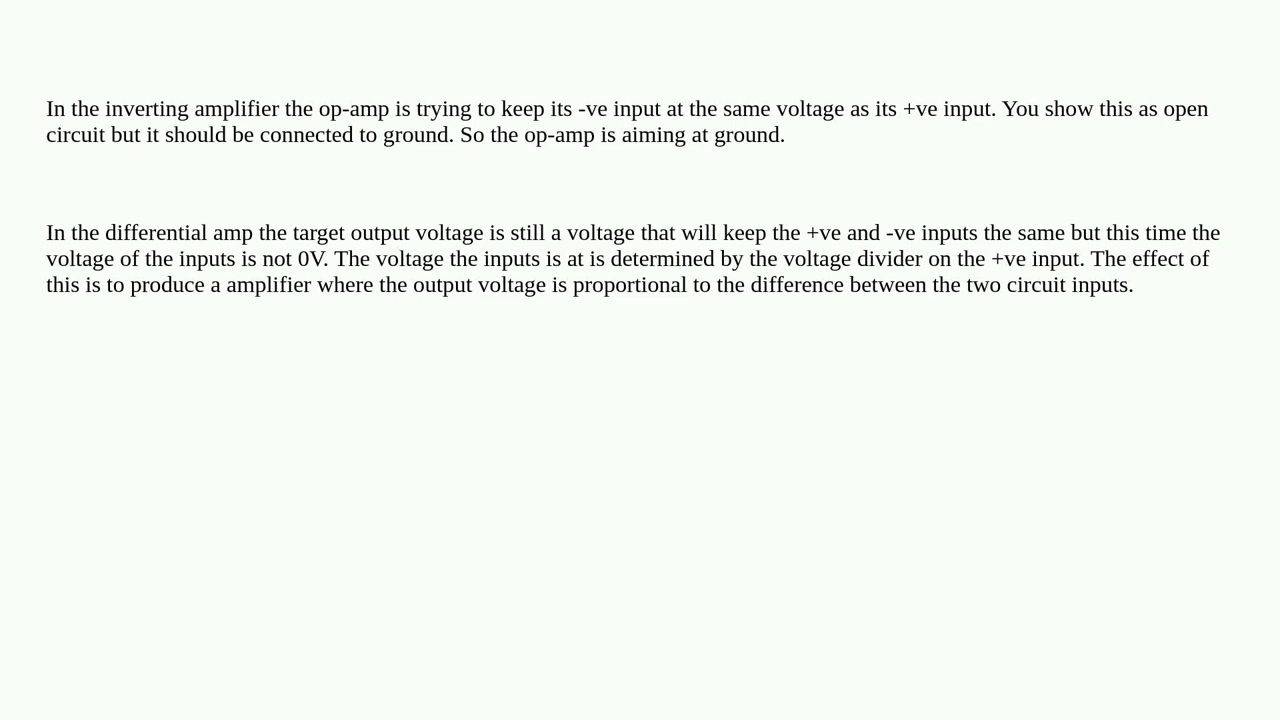 In the inverting amplifier the op-amp is trying to keep its -ve input at the same voltage as its +ve input. You show this as open
circuit but it should be connected to ground. So the op-amp is aiming at ground.
In the differential amp the target output voltage is still a voltage that will keep the +ve and -ve inputs the same but this time the
voltage of the inputs is not 0V. The voltage the inputs is at is determined by the voltage divider on the +ve input. The effect of
this is to produce a amplifier where the output voltage is proportional to the difference between the two circuit inputs.